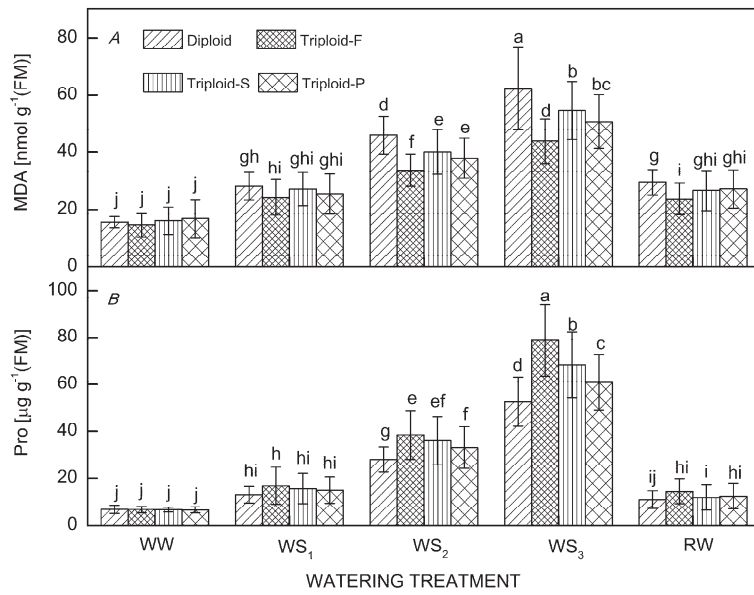 A
Diploid Triploid-F
Triploid-S Triploid-P
MDA [nmol g⁻¹(FM)]
80
60
40
20
0
j j j j
gh hi ghi ghi
d f e e
a d b bc
g i ghi ghi
B
Pro [µg g⁻¹(FM)]
100
80
60
40
20
0
j j j j
hi h hi hi
g e ef f
d a b c
ij hi i hi
WW WS₁ WS₂ WS₃ RW
WATERING TREATMENT